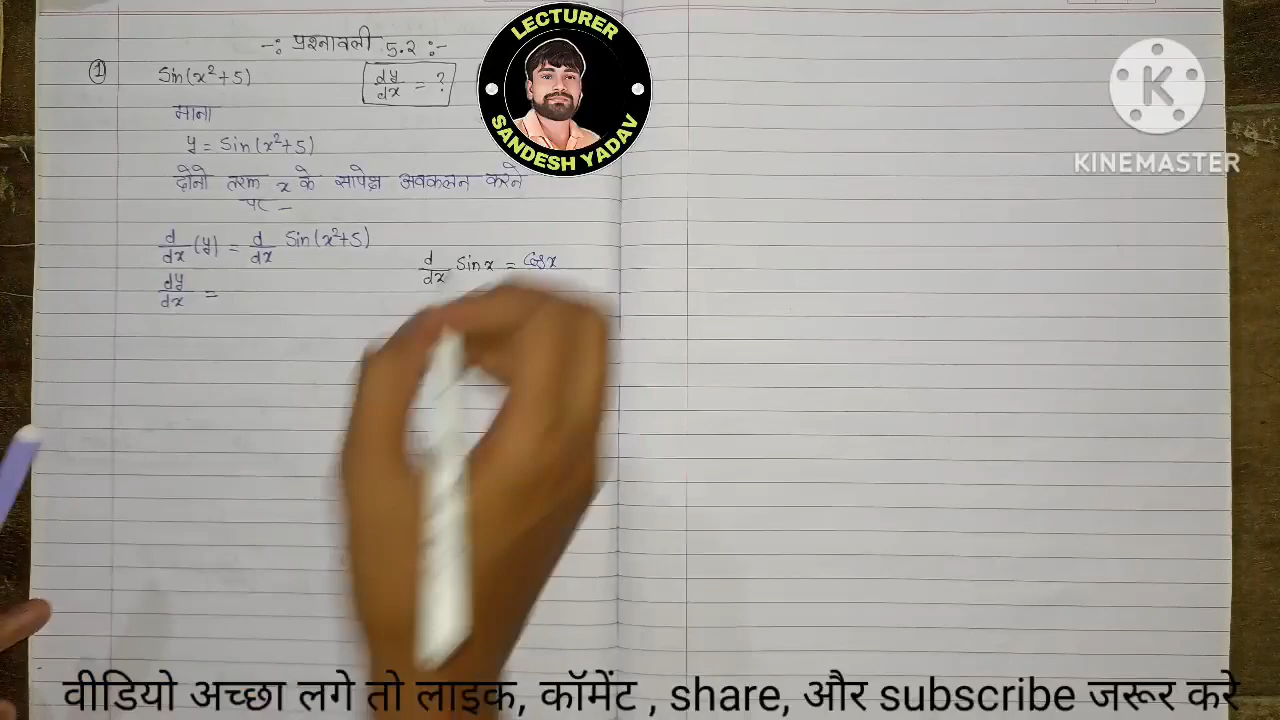 -: प्रश्नावली 5.2 :-
① Sin(x²+5) dy/dx = ?
माना
y = Sin(x²+5)
दोनो तरफ x के सापेक्ष अवकलन करने
पर –
d/dx (y) = d/dx Sin(x²+5)
d/dx Sin x = Cos x
dy/dx =
LECTURER
SANDESH YADAV
K
KINEMASTER
वीडियो अच्छा लगे तो लाइक, कॉमेंट , share, और subscribe जरूर करे